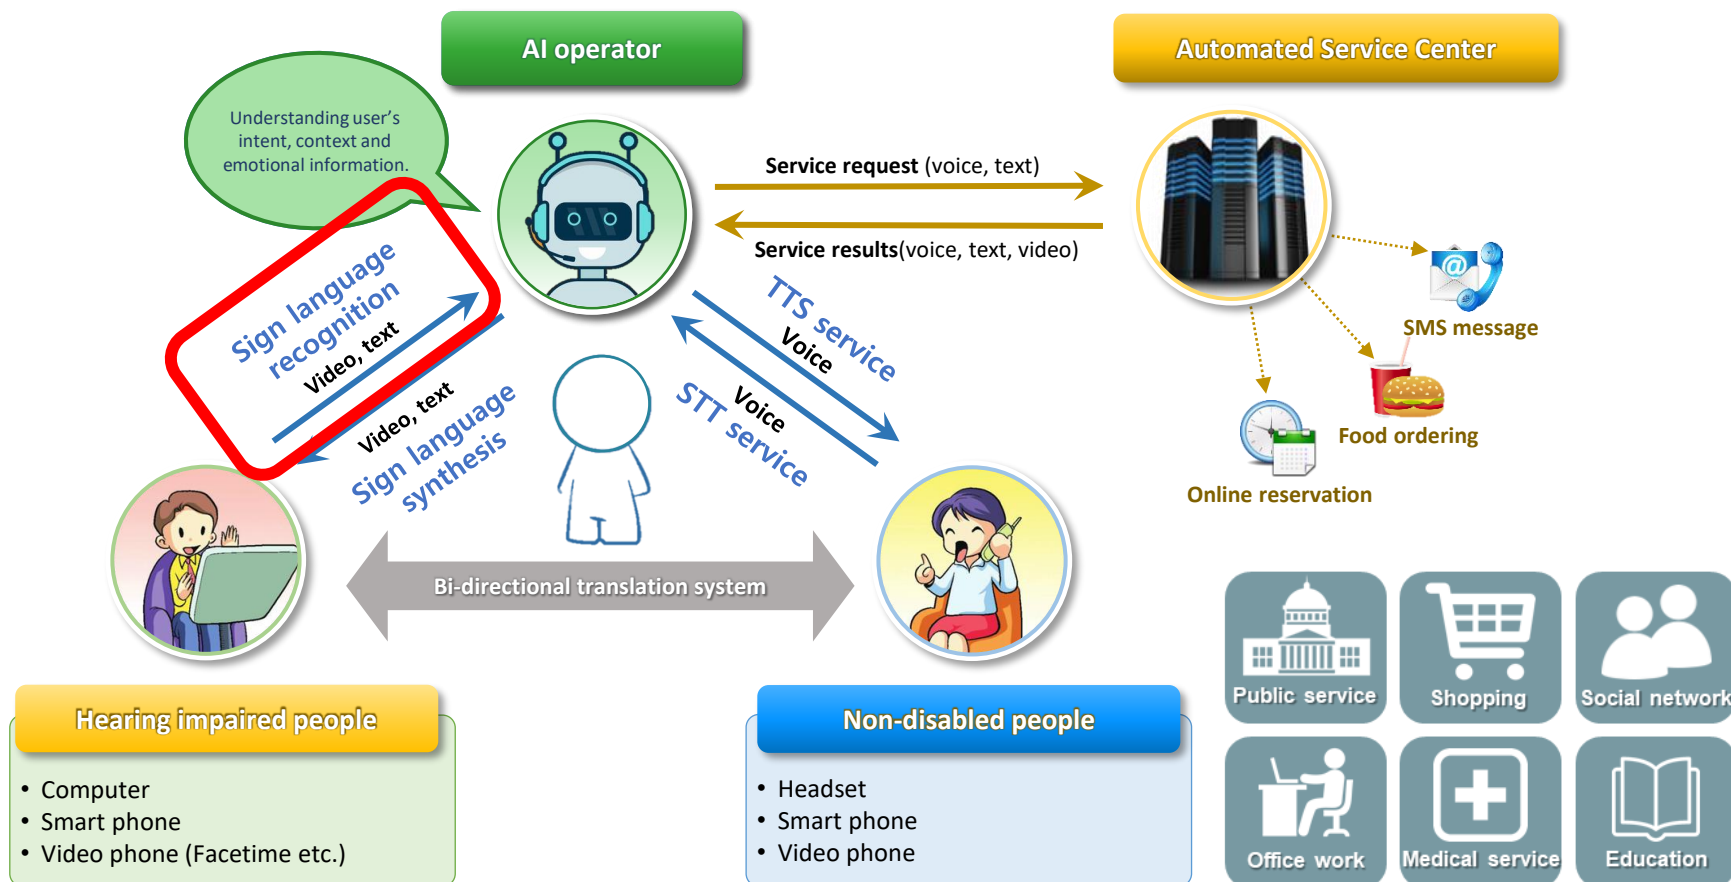 AI operator
Automated Service Center
Understanding user's
intent, context and
emotional information.
Service request (voice, text)
Service results(voice, text, video)
Sign language
recognition
Video, text
Video, text
Sign language
synthesis
TTS service
Voice
Voice
STT service
@
SMS message
Food ordering
Online reservation
Bi-directional translation system
Hearing impaired people
• Computer
• Smart phone
• Video phone (Facetime etc.)
Non-disabled people
• Headset
• Smart phone
• Video phone
Public service
Shopping
Social network
Office work
Medical service
Education